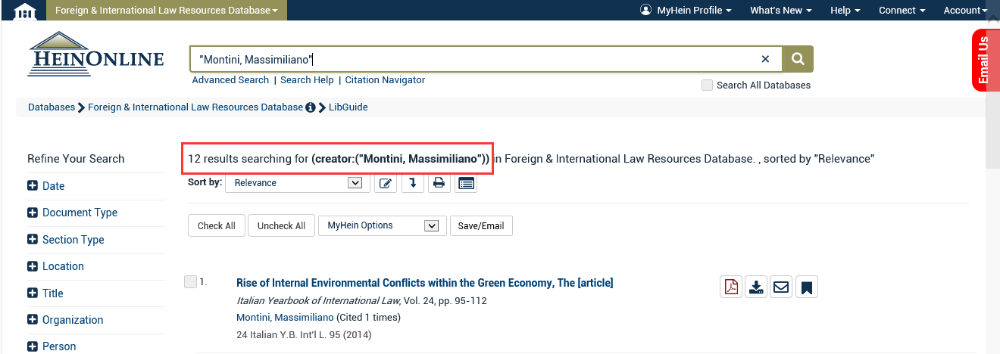 Foreign & International Law Resources Database
MyHein Profile What's New Help Connect Account
HEINONLINE
"Montini, Massimiliano"
×
Email Us
Advanced Search | Search Help | Citation Navigator
Search All Databases
Databases Foreign & International Law Resources Database LibGuide
Refine Your Search
12 results searching for (creator:("Montini, Massimiliano")) in Foreign & International Law Resources Database. , sorted by "Relevance"
Sort by: Relevance
Date
Document Type
Section Type
Location
Title
Organization
Person
Check All Uncheck All MyHein Options Save/Email
1. Rise of Internal Environmental Conflicts within the Green Economy, The [article]
Italian Yearbook of International Law, Vol. 24, pp. 95-112
Montini, Massimiliano (Cited 1 times)
24 Italian Y.B. Int'l L. 95 (2014)